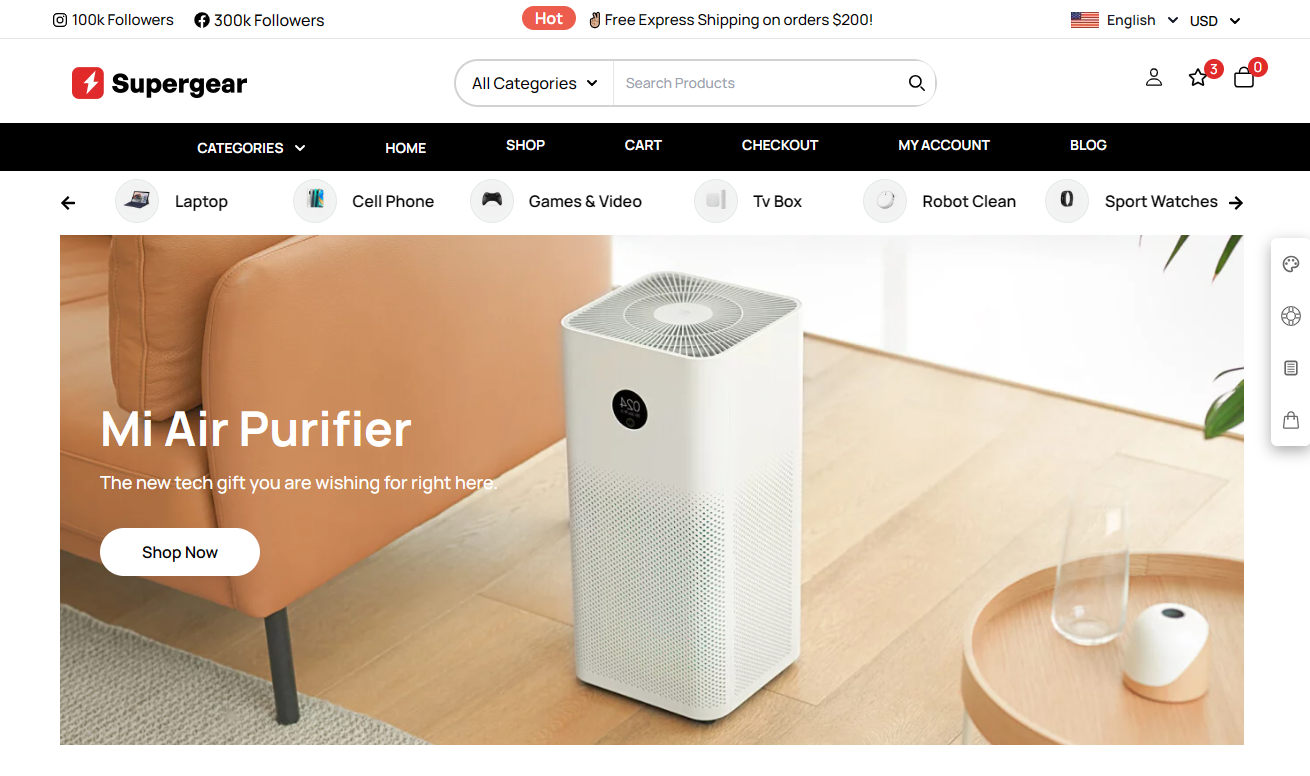 100k Followers 300k Followers Hot ✌🏼Free Express Shipping on orders $200! English USD
Supergear All Categories Search Products 3 0
CATEGORIES HOME SHOP CART CHECKOUT MY ACCOUNT BLOG
Laptop Cell Phone Games & Video Tv Box Robot Clean Sport Watches
024
Mi Air Purifier
The new tech gift you are wishing for right here.
Shop Now